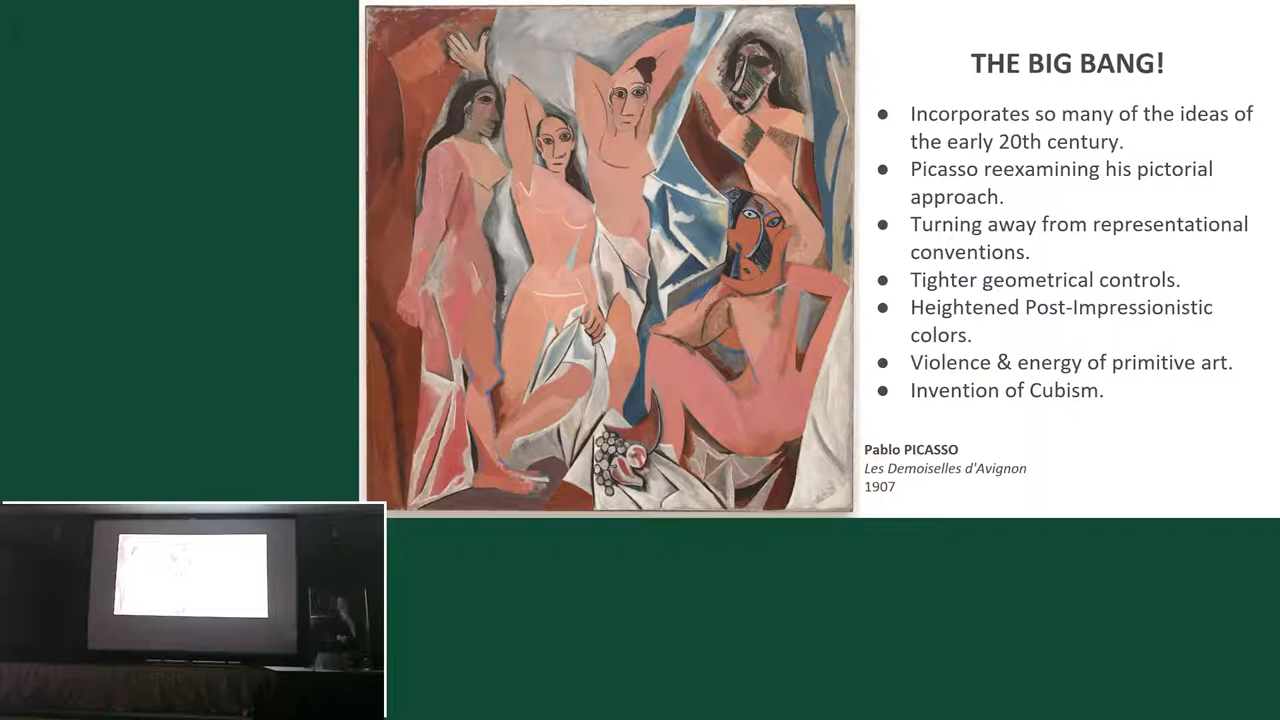 THE BIG BANG!
● Incorporates so many of the ideas of
the early 20th century.
● Picasso reexamining his pictorial
approach.
● Turning away from representational
conventions.
● Tighter geometrical controls.
● Heightened Post-Impressionistic
colors.
● Violence & energy of primitive art.
● Invention of Cubism.
Pablo PICASSO
Les Demoiselles d'Avignon
1907